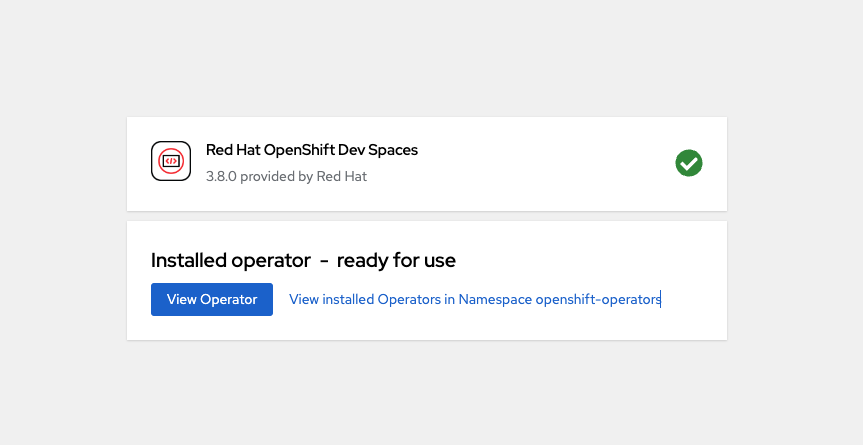 Red Hat OpenShift Dev Spaces
3.8.0 provided by Red Hat
Installed operator - ready for use
View Operator View installed Operators in Namespace openshift-operators